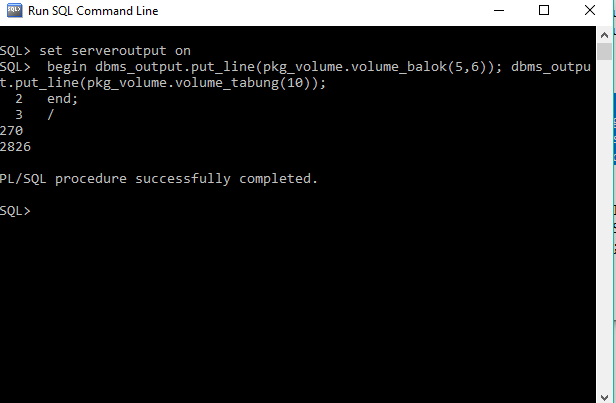 Run SQL Command Line
SQL> set serveroutput on
SQL>  begin dbms_output.put_line(pkg_volume.volume_balok(5,6)); dbms_outpu
t.put_line(pkg_volume.volume_tabung(10));
  2   end;
  3   /
270
2826
PL/SQL procedure successfully completed.
SQL>